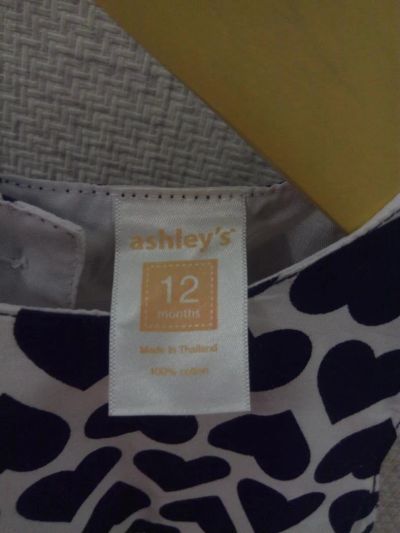 ashley's
12
months
Made in Thailand
100% cotton